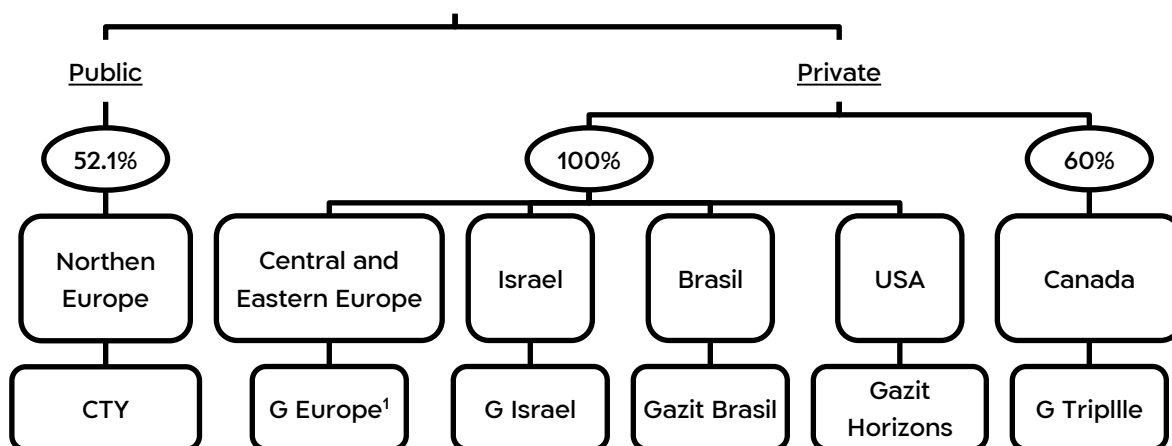 Public
Private
52.1%
100%
60%
Northen
Europe
Central and
Eastern Europe
Israel
Brasil
USA
Canada
CTY
G Europe¹
G Israel
Gazit Brasil
Gazit
Horizons
G Tripllle